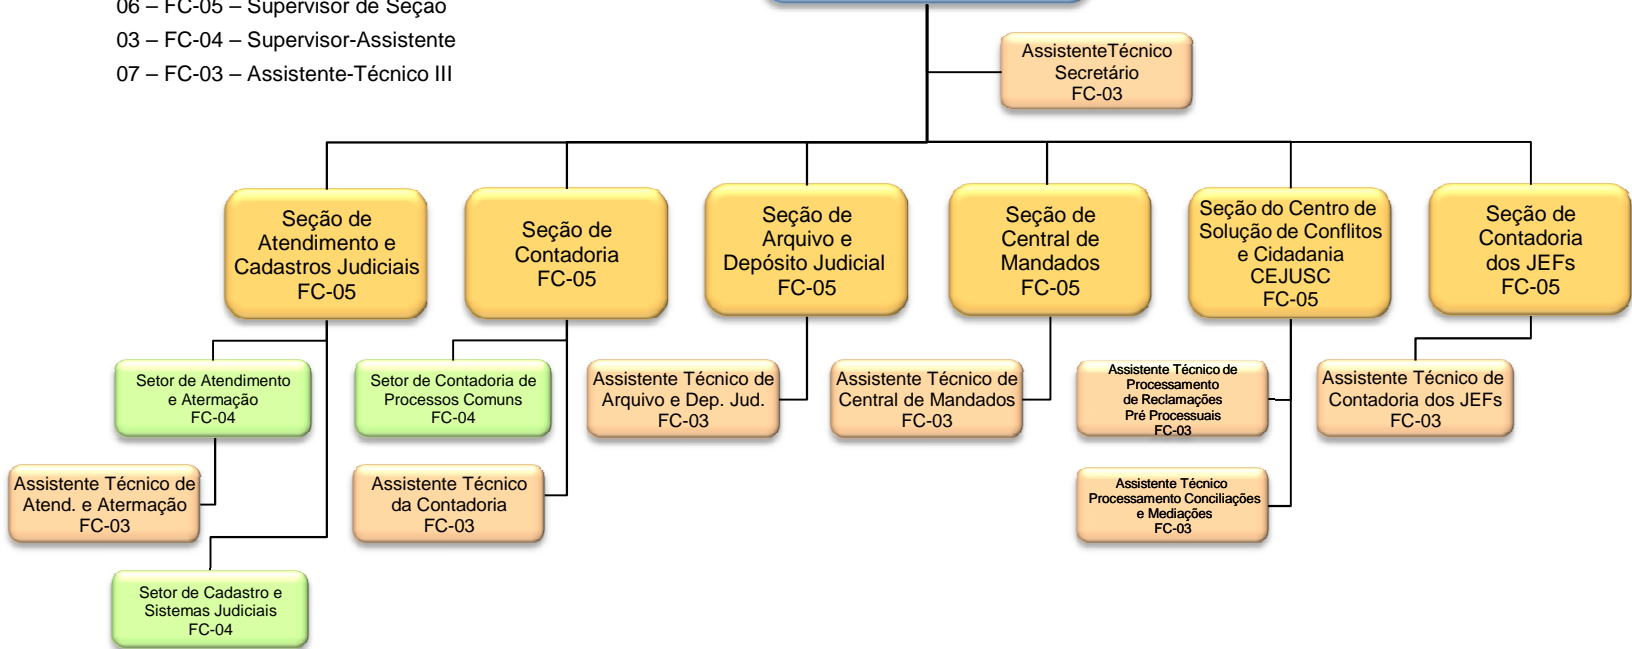 06 – FC-05 – Supervisor de Seção
03 – FC-04 – Supervisor-Assistente
07 – FC-03 – Assistente-Técnico III
AssistenteTécnico
Secretário
FC-03
Seção de
Atendimento e
Cadastros Judiciais
FC-05
Seção de
Contadoria
FC-05
Seção de
Arquivo e
Depósito Judicial
FC-05
Seção de
Central de
Mandados
FC-05
Seção do Centro de
Solução de Conflitos
e Cidadania
CEJUSC
FC-05
Seção de
Contadoria
dos JEFs
FC-05
Setor de Atendimento
e Atermação
FC-04
Setor de Contadoria de
Processos Comuns
FC-04
Assistente Técnico de
Arquivo e Dep. Jud.
FC-03
Assistente Técnico de
Central de Mandados
FC-03
Assistente Técnico de
Processamento
de Reclamações
Pré Processuais
FC-03
Assistente Técnico de
Contadoria dos JEFs
FC-03
Assistente Técnico de
Atend. e Atermação
FC-03
Assistente Técnico
da Contadoria
FC-03
Assistente Técnico
Processamento Conciliações
e Mediações
FC-03
Setor de Cadastro e
Sistemas Judiciais
FC-04